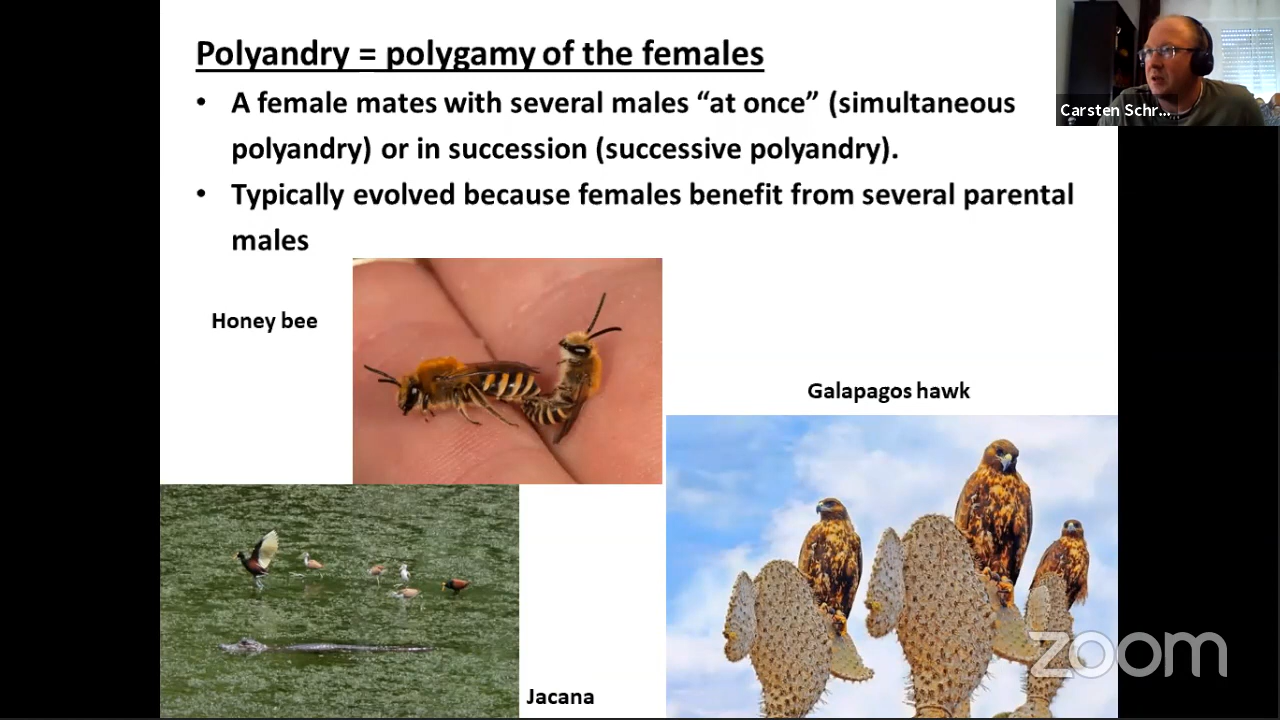 Polyandry = polygamy of the females
• A female mates with several males “at once” (simultaneous
polyandry) or in succession (successive polyandry).
• Typically evolved because females benefit from several parental
males
Carsten Schr...
Honey bee
Galapagos hawk
Jacana
zoom